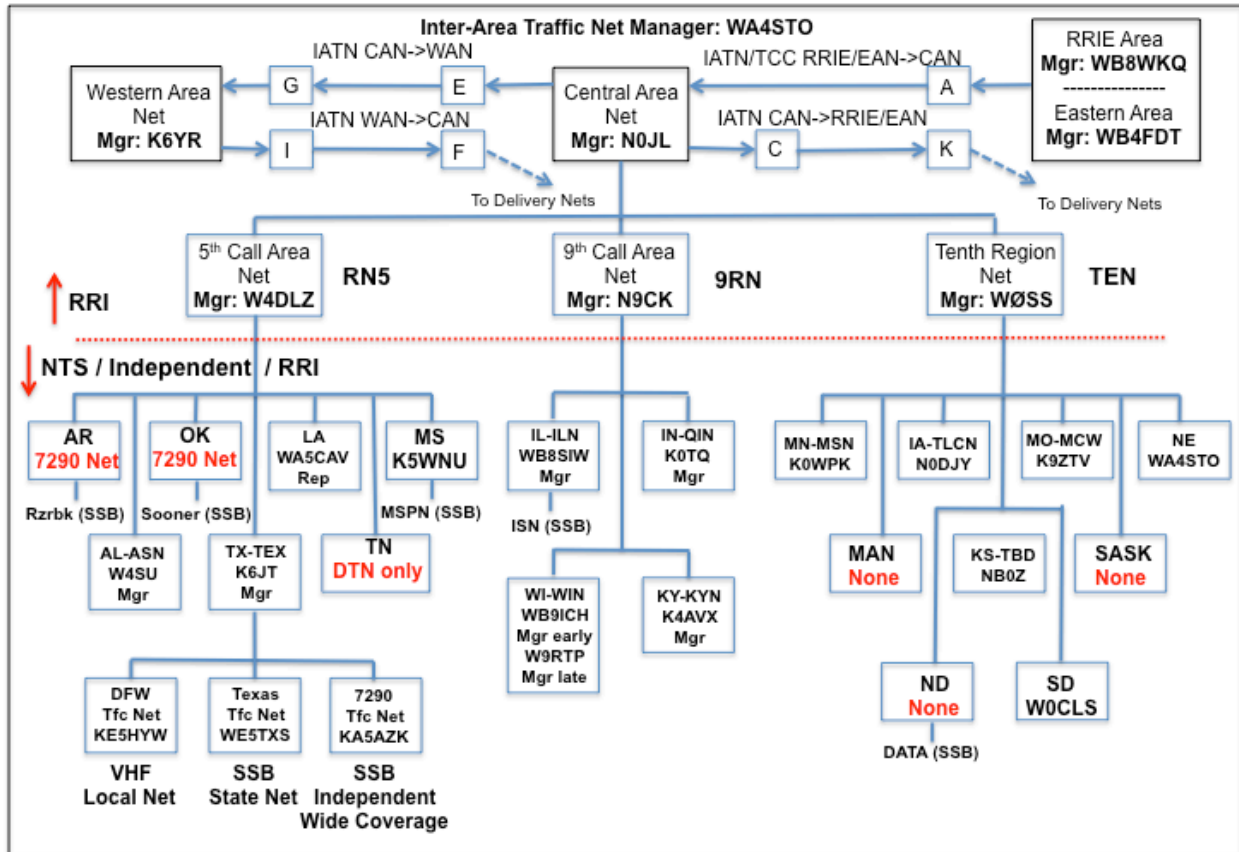 Inter-Area Traffic Net Manager: WA4STO
IATN CAN->WAN
IATN/TCC RRIE/EAN->CAN
RRIE Area
Mgr: WB8WKQ
---------------
Eastern Area
Mgr: WB4FDT
Western Area
Net
Mgr: K6YR
G
E
Central Area
Net
Mgr: N0JL
A
IATN WAN->CAN
IATN CAN->RRIE/EAN
I
F
C
K
To Delivery Nets
To Delivery Nets
5th Call Area
Net
Mgr: W4DLZ
RN5
9th Call Area
Net
Mgr: N9CK
9RN
Tenth Region
Net
Mgr: WØSS
TEN
RRI
NTS / Independent / RRI
AR
7290 Net
OK
7290 Net
LA
WA5CAV
Rep
MS
K5WNU
IL-ILN
WB8SIW
Mgr
IN-QIN
K0TQ
Mgr
MN-MSN
K0WPK
IA-TLCN
N0DJY
MO-MCW
K9ZTV
NE
WA4STO
Rzrbk (SSB)
Sooner (SSB)
MSPN (SSB)
ISN (SSB)
AL-ASN
W4SU
Mgr
TX-TEX
K6JT
Mgr
TN
DTN only
MAN
None
KS-TBD
NB0Z
SASK
None
WI-WIN
WB9ICH
Mgr early
W9RTP
Mgr late
KY-KYN
K4AVX
Mgr
DFW
Tfc Net
KE5HYW
Texas
Tfc Net
WE5TXS
7290
Tfc Net
KA5AZK
ND
None
SD
W0CLS
DATA (SSB)
VHF
Local Net
SSB
State Net
SSB
Independent
Wide Coverage